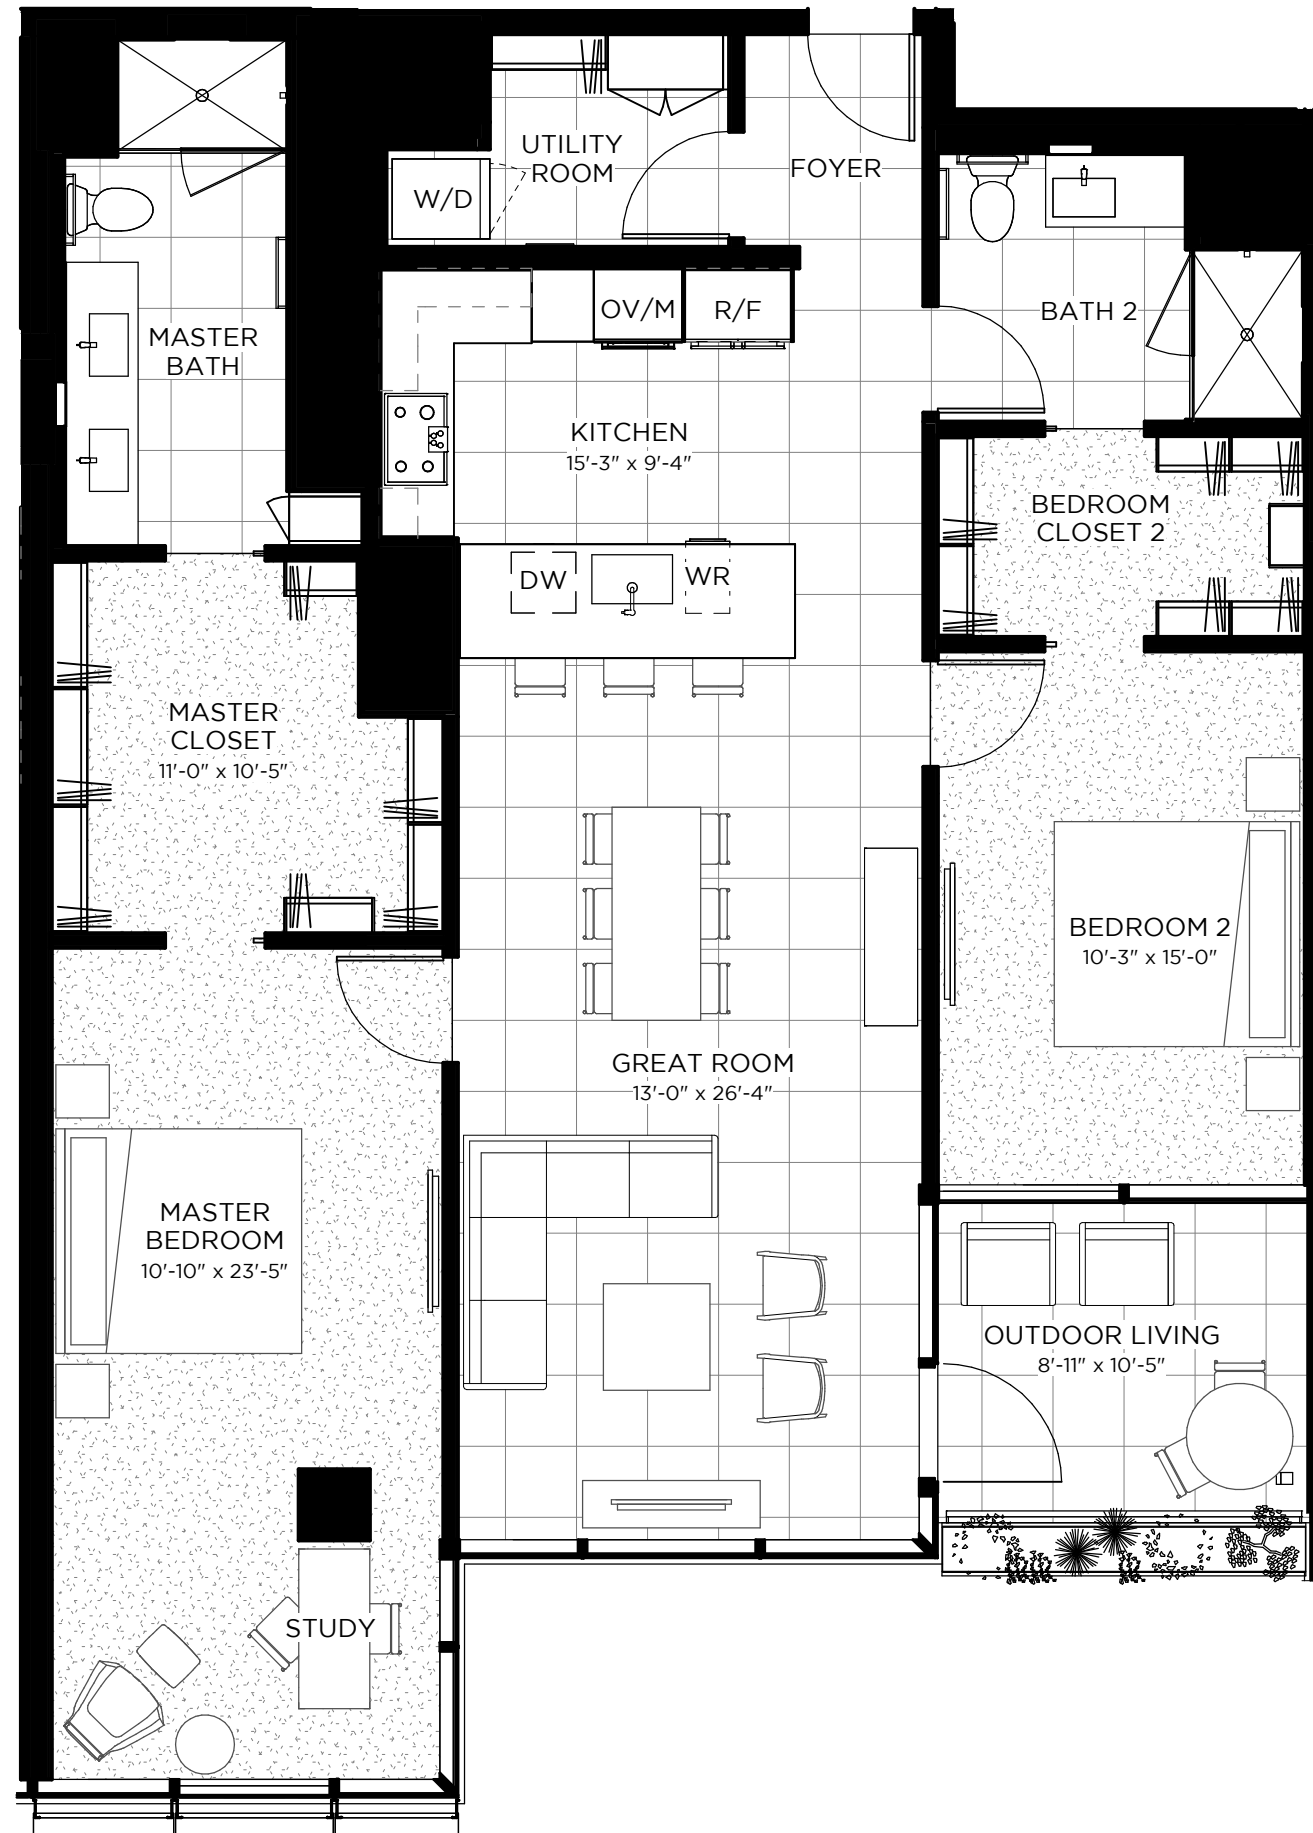 UTILITY
ROOM
FOYER
W/D
OV/M
R/F
BATH 2
MASTER
BATH
KITCHEN
15'-3" x 9'-4"
BEDROOM
CLOSET 2
DW
WR
MASTER
CLOSET
11'-0" x 10'-5"
BEDROOM 2
10'-3" x 15'-0"
GREAT ROOM
13'-0" x 26'-4"
MASTER
BEDROOM
10'-10" x 23'-5"
OUTDOOR LIVING
8'-11" x 10'-5"
STUDY